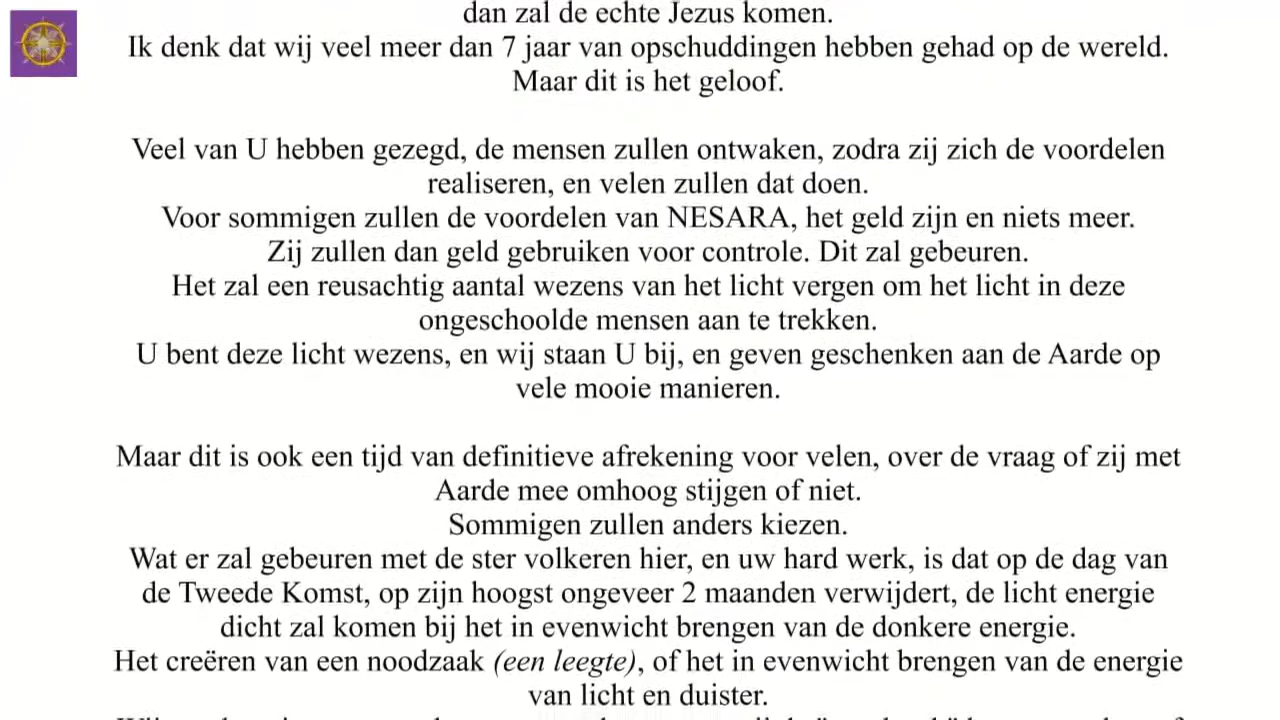 dan zal de echte Jezus komen.
Ik denk dat wij veel meer dan 7 jaar van opschuddingen hebben gehad op de wereld.
Maar dit is het geloof.
Veel van U hebben gezegd, de mensen zullen ontwaken, zodra zij zich de voordelen
realiseren, en velen zullen dat doen.
Voor sommigen zullen de voordelen van NESARA, het geld zijn en niets meer.
Zij zullen dan geld gebruiken voor controle. Dit zal gebeuren.
Het zal een reusachtig aantal wezens van het licht vergen om het licht in deze
ongeschoolde mensen aan te trekken.
U bent deze licht wezens, en wij staan U bij, en geven geschenken aan de Aarde op
vele mooie manieren.
Maar dit is ook een tijd van definitieve afrekening voor velen, over de vraag of zij met
Aarde mee omhoog stijgen of niet.
Sommigen zullen anders kiezen.
Wat er zal gebeuren met de ster volkeren hier, en uw hard werk, is dat op de dag van
de Tweede Komst, op zijn hoogst ongeveer 2 maanden verwijdert, de licht energie
dicht zal komen bij het in evenwicht brengen van de donkere energie.
Het creëren van een noodzaak (een leegte), of het in evenwicht brengen van de energie
van licht en duister.